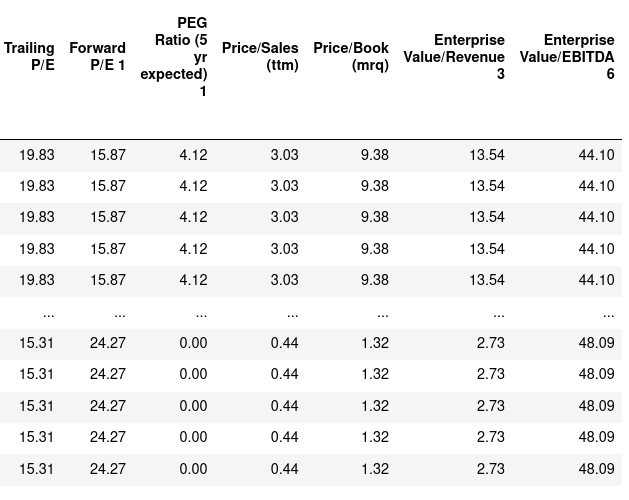 Trailing P/E Forward P/E 1 PEG Ratio (5 yr expected) 1 Price/Sales (ttm) Price/Book (mrq) Enterprise Value/Revenue 3 Enterprise Value/EBITDA 6
19.83 15.87 4.12 3.03 9.38 13.54 44.10
19.83 15.87 4.12 3.03 9.38 13.54 44.10
19.83 15.87 4.12 3.03 9.38 13.54 44.10
19.83 15.87 4.12 3.03 9.38 13.54 44.10
19.83 15.87 4.12 3.03 9.38 13.54 44.10
... ... ... ... ... ... ...
15.31 24.27 0.00 0.44 1.32 2.73 48.09
15.31 24.27 0.00 0.44 1.32 2.73 48.09
15.31 24.27 0.00 0.44 1.32 2.73 48.09
15.31 24.27 0.00 0.44 1.32 2.73 48.09
15.31 24.27 0.00 0.44 1.32 2.73 48.09